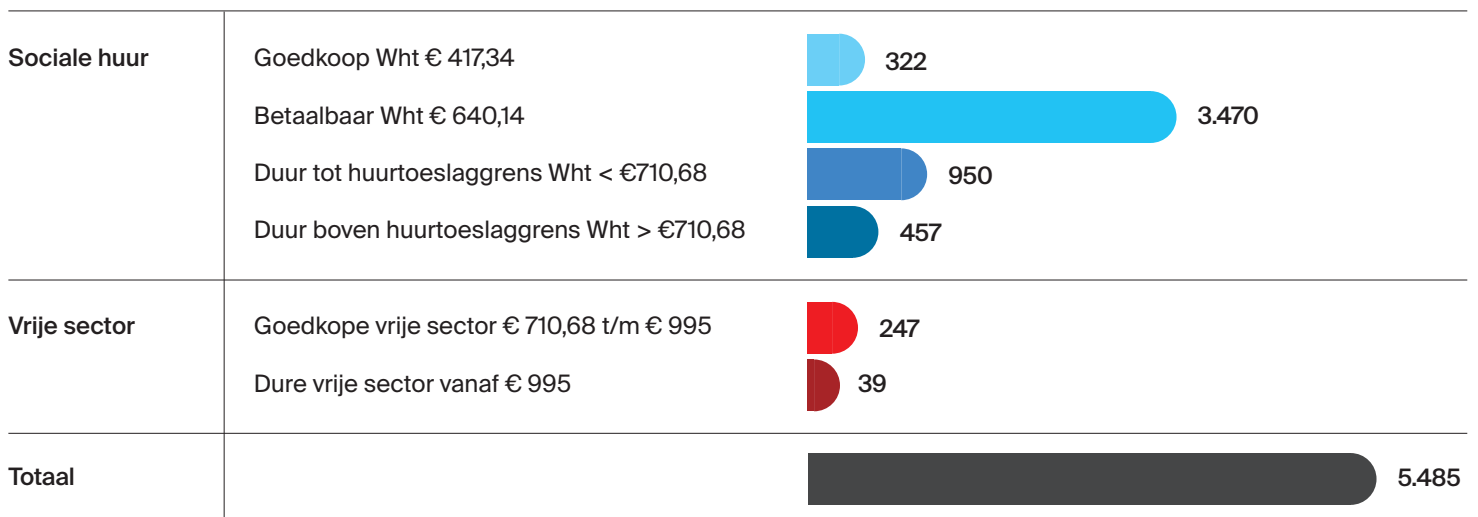 Sociale huur Goedkoop Wht € 417,34 322
Betaalbaar Wht € 640,14 3.470
Duur tot huurtoeslaggrens Wht < €710,68 950
Duur boven huurtoeslaggrens Wht > €710,68 457
Vrije sector Goedkope vrije sector € 710,68 t/m € 995 247
Dure vrije sector vanaf € 995 39
Totaal 5.485